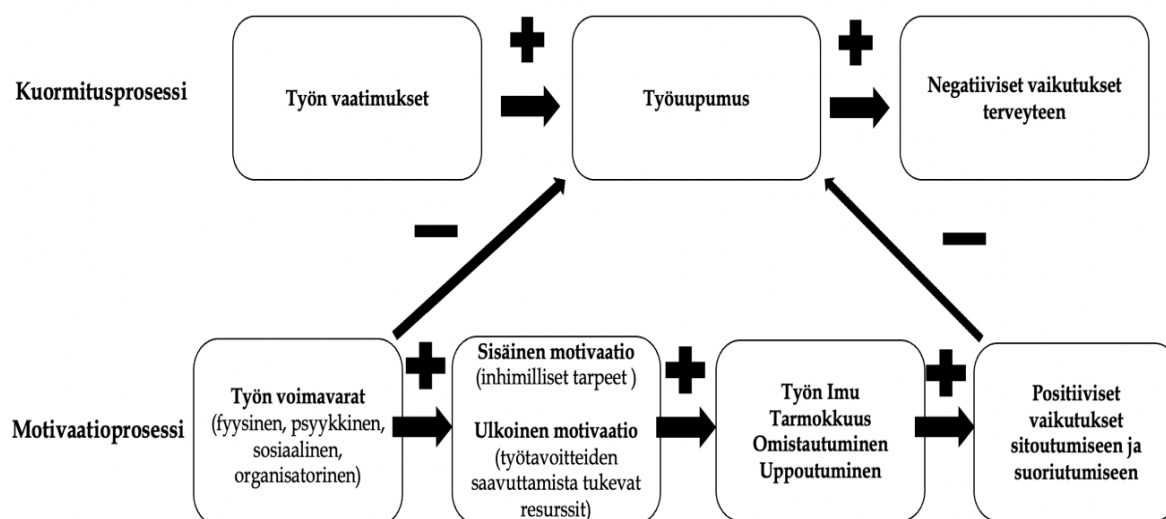 Kuormitusprosessi
Työn vaatimukset
+
Työuupumus
+
Negatiiviset vaikutukset
terveyteen
−
−
Motivaatioprosessi
Työn voimavarat
(fyysinen, psyykkinen,
sosiaalinen,
organisatorinen)
+
Sisäinen motivaatio
(inhimilliset tarpeet )
Ulkoinen motivaatio
(työtavoitteiden
saavuttamista tukevat
resurssit)
+
Työn Imu
Tarmokkuus
Omistautuminen
Uppoutuminen
+
Positiiviset
vaikutukset
sitoutumiseen ja
suoriutumiseen